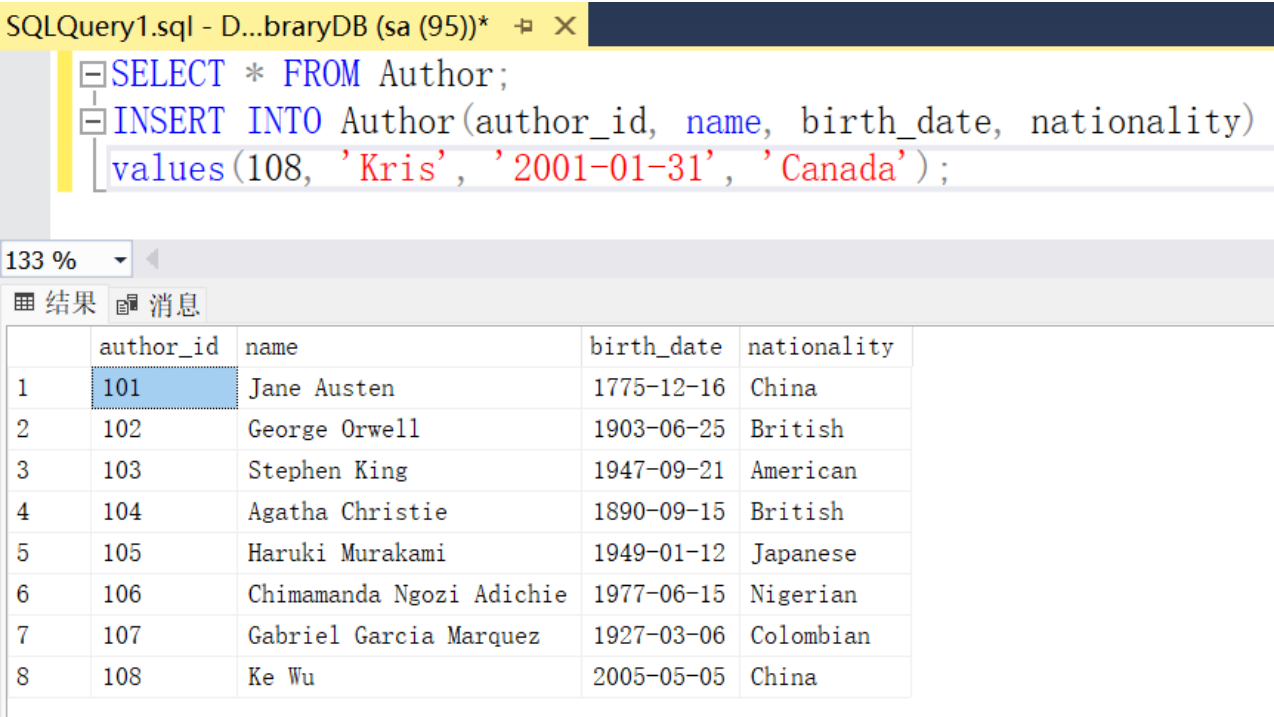 SQLQuery1.sql - D...braryDB (sa (95))*
SELECT * FROM Author;
INSERT INTO Author(author_id, name, birth_date, nationality)
values(108, 'Kris', '2001-01-31', 'Canada');
133 %
结果 消息
author_id name birth_date nationality
1 101 Jane Austen 1775-12-16 China
2 102 George Orwell 1903-06-25 British
3 103 Stephen King 1947-09-21 American
4 104 Agatha Christie 1890-09-15 British
5 105 Haruki Murakami 1949-01-12 Japanese
6 106 Chimamanda Ngozi Adichie 1977-06-15 Nigerian
7 107 Gabriel Garcia Marquez 1927-03-06 Colombian
8 108 Ke Wu 2005-05-05 China